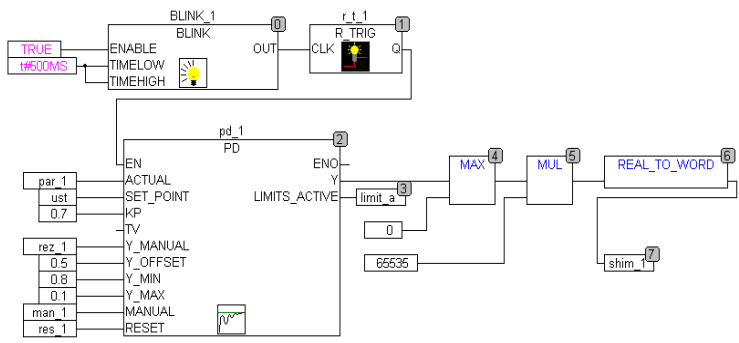 BLINK_1
0
BLINK
TRUE
ENABLE
OUT
t#500MS
TIMELOW
TIMEHIGH
r_t_1
1
R_TRIG
CLK
Q
pd_1
2
PD
EN
ENO
par_1
ACTUAL
Y
ust
SET_POINT
LIMITS_ACTIVE
0.7
KP
TV
rez_1
Y_MANUAL
0.5
Y_OFFSET
0.8
Y_MIN
0.1
Y_MAX
man_1
MANUAL
res_1
RESET
3
limit_a
4
MAX
0
5
MUL
65535
6
REAL_TO_WORD
7
shim_1